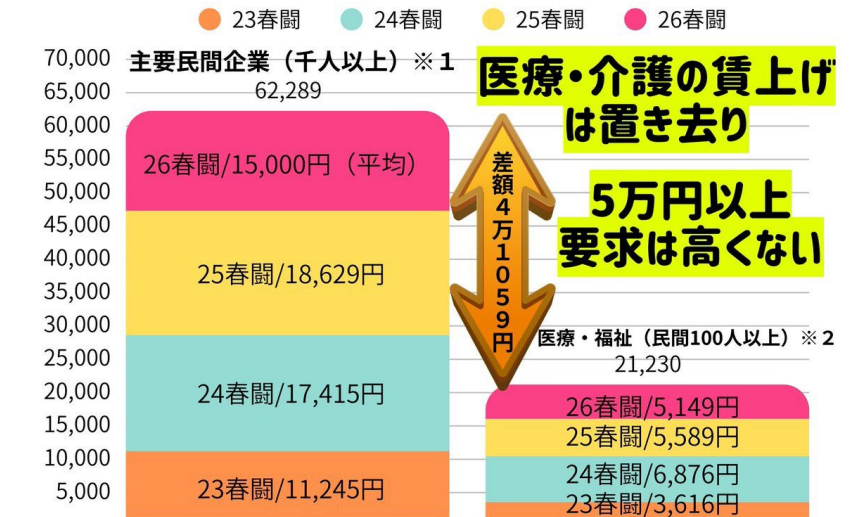 23春闘 24春闘 25春闘 26春闘
70,000
65,000
60,000
55,000
50,000
45,000
40,000
35,000
30,000
25,000
20,000
15,000
10,000
5,000
主要民間企業（千人以上）※１
62,289
26春闘/15,000円（平均）
25春闘/18,629円
24春闘/17,415円
23春闘/11,245円
差額４万１０５９円
医療・介護の賃上げ
は置き去り
5万円以上
要求は高くない
医療・福祉（民間100人以上）※２
21,230
26春闘/5,149円
25春闘/5,589円
24春闘/6,876円
23春闘/3,616円